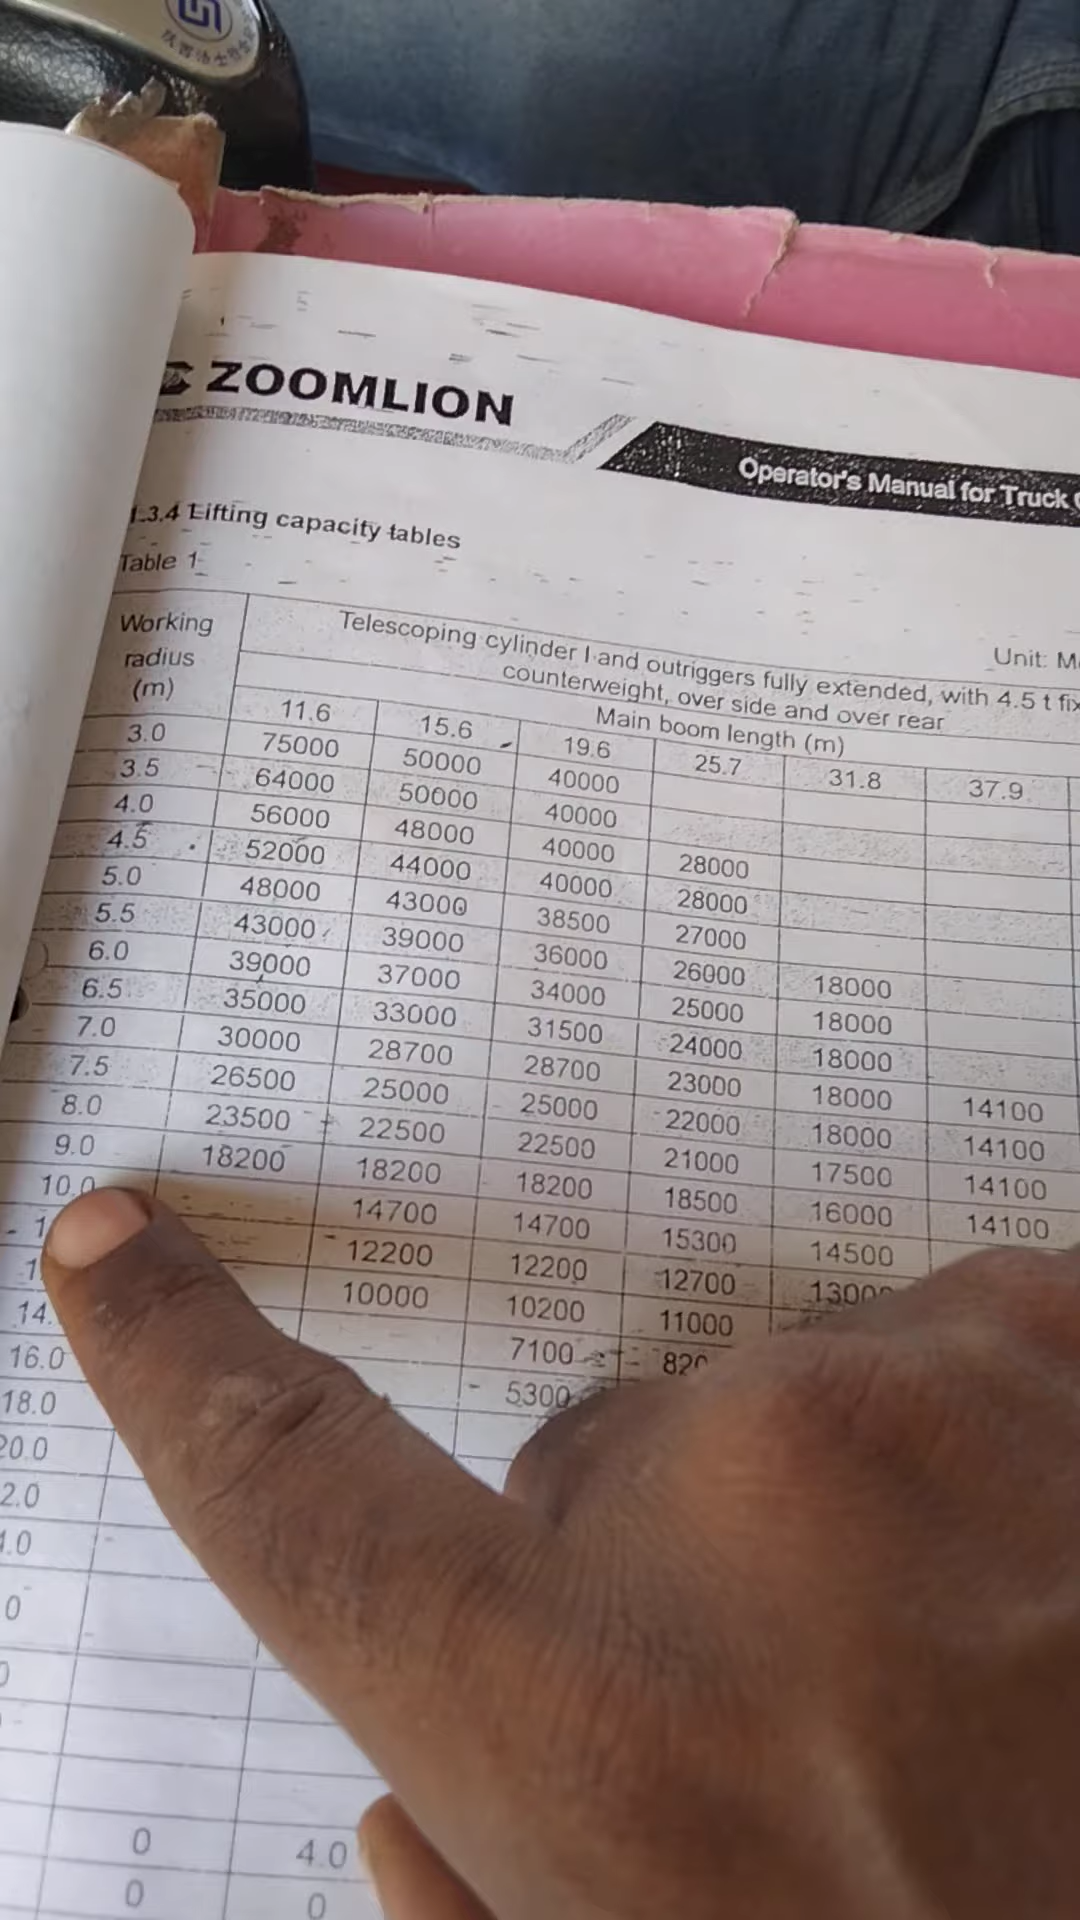 ZOOMLION
Operator's Manual for Truck
1.3.4 Lifting capacity tables
Table 1
Unit:
Working radius (m)
Telescoping cylinder I and outriggers fully extended, with 4.5 t
counterweight, over side and over rear
Main boom length (m)
11.6 15.6 19.6 25.7 31.8 37.9
3.0 75000 50000 40000
3.5 64000 50000 40000
4.0 56000 48000 40000 28000
4.5 52000 44000 40000 28000
5.0 48000 43000 38500 27000
5.5 43000 39000 36000 26000 18000
6.0 39000 37000 34000 25000 18000
6.5 35000 33000 31500 24000 18000
7.0 30000 28700 28700 23000 18000 14100
7.5 26500 25000 25000 22000 18000 14100
8.0 23500 22500 22500 21000 17500 14100
9.0 18200 18200 18200 18500 16000 14100
10.0 14700 14700 15300 14500
12200 12200 12700
10000 10200 11000
14. 7100
16.0 5300
18.0
20.0
0 4.0
0 0